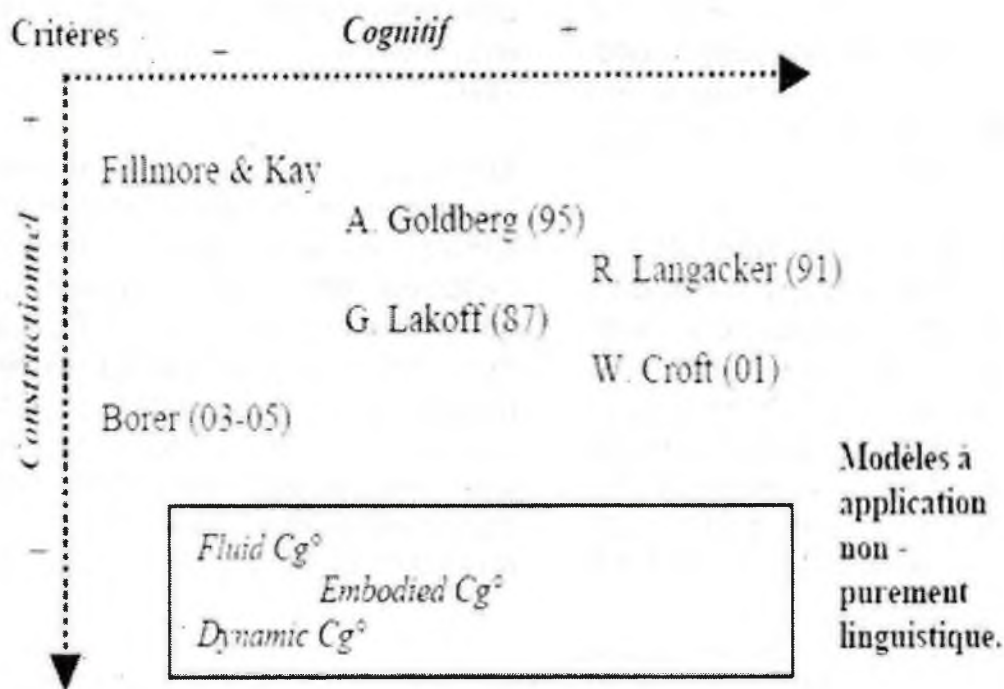 Critères − Cognitif +
+
Constructionnel
−
Fillmore & Kay
A. Goldberg (95)
R. Langacker (91)
G. Lakoff (87)
W. Croft (01)
Borer (03-05)
Fluid Cg°
Embodied Cg°
Dynamic Cg°
Modèles à
application
non -
purement
linguistique.